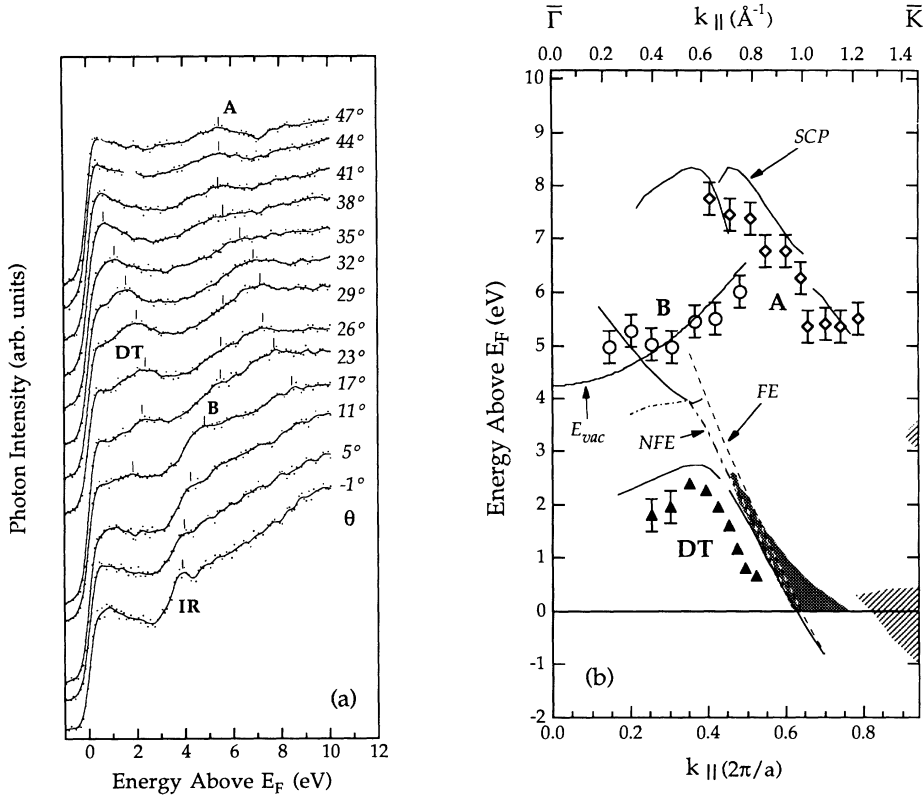 Photon Intensity (arb. units)
A
47°
44°
41°
38°
35°
32°
29°
26°
23°
17°
11°
5°
-1°
θ
DT
B
IR
(a)
0 2 4 6 8 10 12
Energy Above E_F (eV)
Γ̅ k|| (Å⁻¹) K̅
0.0 0.2 0.4 0.6 0.8 1.0 1.2 1.4
10
9
8
7
6
5
4
3
2
1
0
-1
-2
Energy Above E_F (eV)
SCP
B
A
E_vac
NFE
FE
DT
(b)
0.0 0.2 0.4 0.6 0.8
k|| (2π/a)